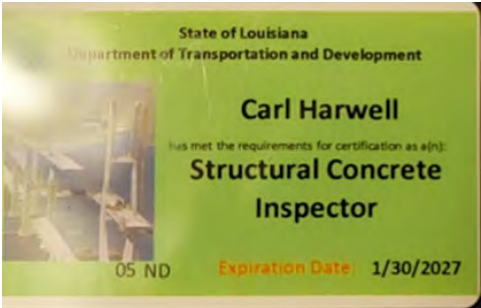 State of Louisiana
Department of Transportation and Development
Carl Harwell
has met the requirements for certification as a(n):
Structural Concrete
Inspector
05 ND Expiration Date: 1/30/2027